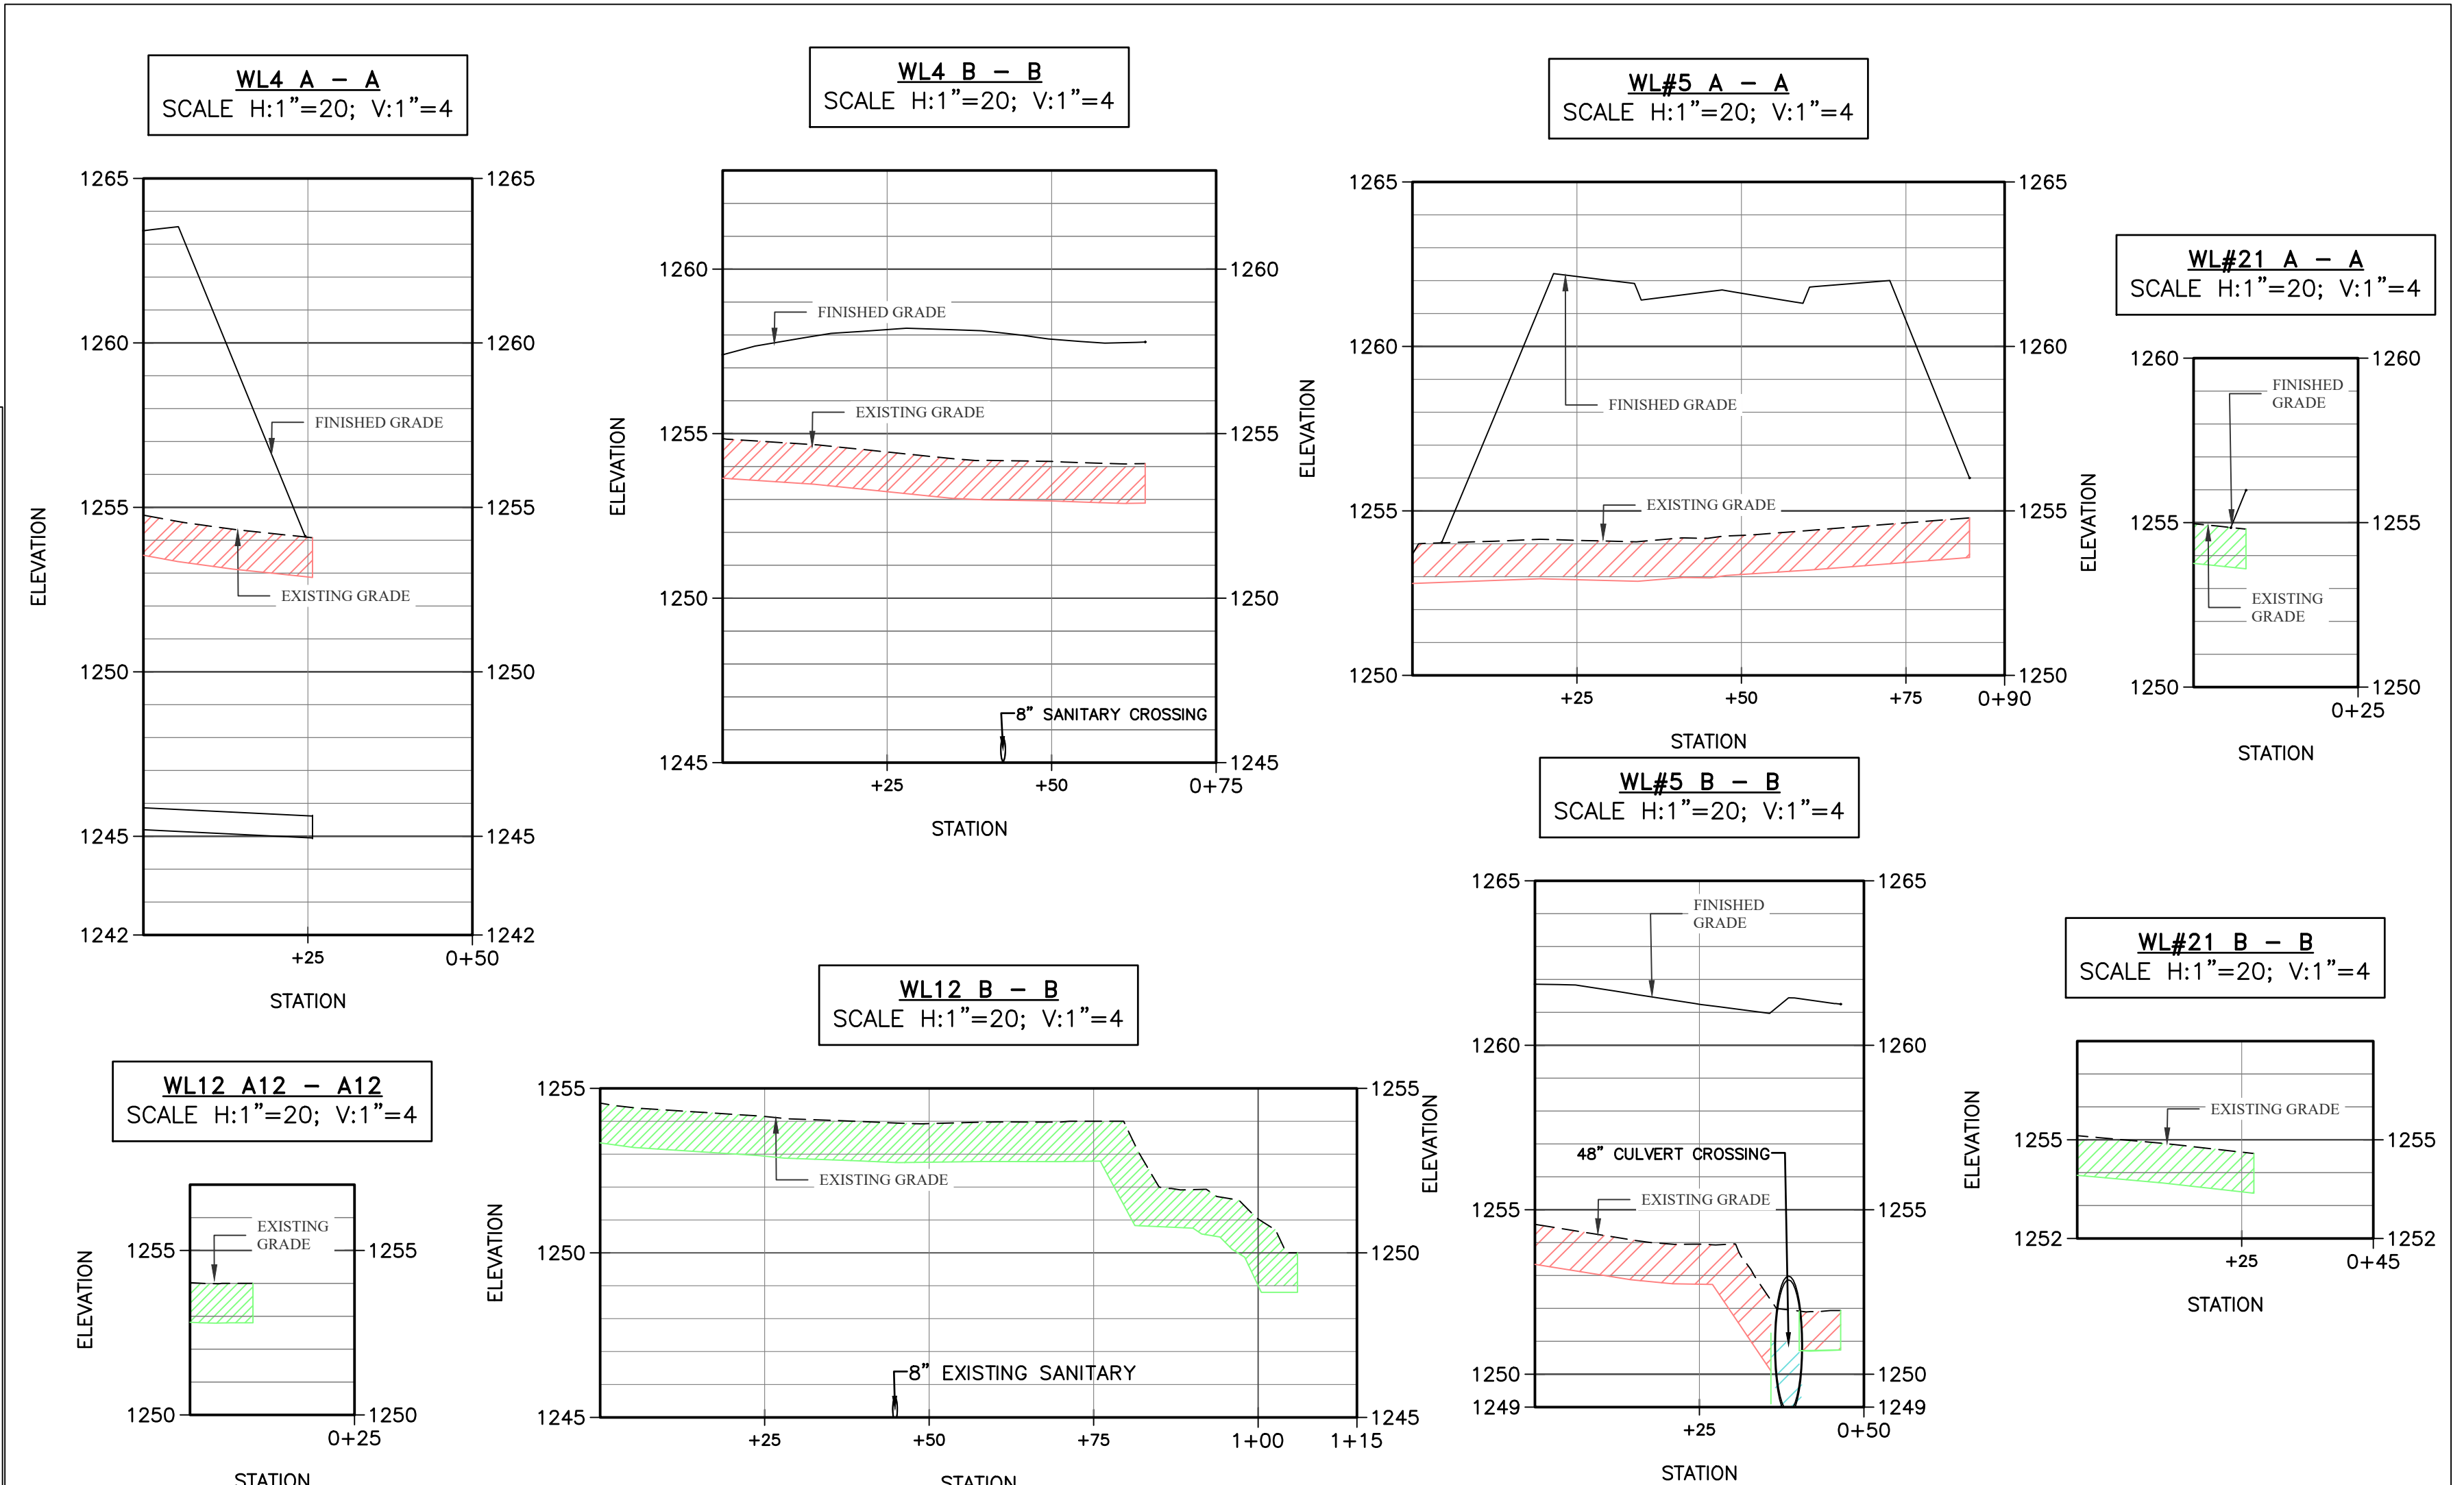 WL4 A – A
SCALE H:1”=20; V:1”=4
1265
1265
1260
1260
FINISHED GRADE
1255
1255
EXISTING GRADE
ELEVATION
1250
1250
1245
1245
1242
1242
+25
0+50
STATION
WL4 B – B
SCALE H:1”=20; V:1”=4
1260
1260
FINISHED GRADE
EXISTING GRADE
1255
1255
ELEVATION
1250
1250
8” SANITARY CROSSING
1245
1245
+25
+50
0+75
STATION
WL#5 A – A
SCALE H:1”=20; V:1”=4
1265
1265
1260
1260
FINISHED GRADE
ELEVATION
EXISTING GRADE
1255
1255
1250
1250
+25
+50
+75
0+90
STATION
WL#21 A – A
SCALE H:1”=20; V:1”=4
1260
1260
FINISHED
GRADE
1255
1255
ELEVATION
EXISTING
GRADE
1250
1250
0+25
STATION
WL#5 B – B
SCALE H:1”=20; V:1”=4
1265
1265
FINISHED
GRADE
1260
1260
48” CULVERT CROSSING
ELEVATION
EXISTING GRADE
1255
1255
1250
1250
1249
1249
+25
0+50
STATION
WL#21 B – B
SCALE H:1”=20; V:1”=4
EXISTING GRADE
1255
1255
ELEVATION
1252
1252
+25
0+45
STATION
WL12 A12 – A12
SCALE H:1”=20; V:1”=4
EXISTING
GRADE
1255
1255
ELEVATION
1250
1250
0+25
STATION
WL12 B – B
SCALE H:1”=20; V:1”=4
1255
1255
EXISTING GRADE
ELEVATION
1250
1250
8” EXISTING SANITARY
1245
1245
+25
+50
+75
1+00
1+15
STATION